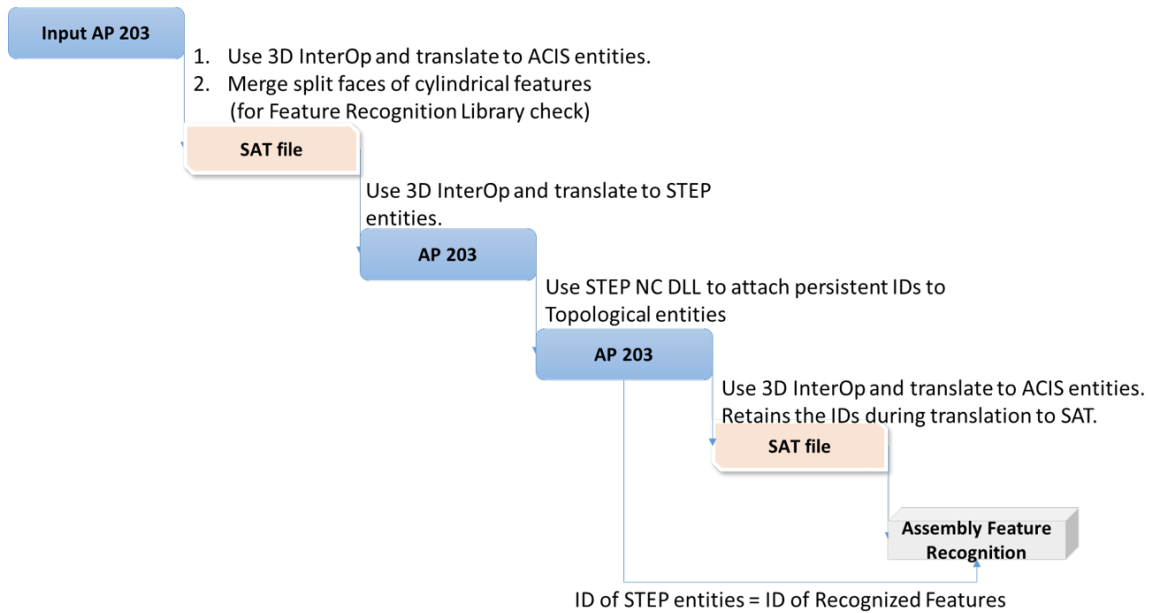 Input AP 203
1. Use 3D InterOp and translate to ACIS entities.
2. Merge split faces of cylindrical features
(for Feature Recognition Library check)
SAT file
Use 3D InterOp and translate to STEP
entities.
AP 203
Use STEP NC DLL to attach persistent IDs to
Topological entities
AP 203
Use 3D InterOp and translate to ACIS entities.
Retains the IDs during translation to SAT.
SAT file
Assembly Feature
Recognition
ID of STEP entities = ID of Recognized Features